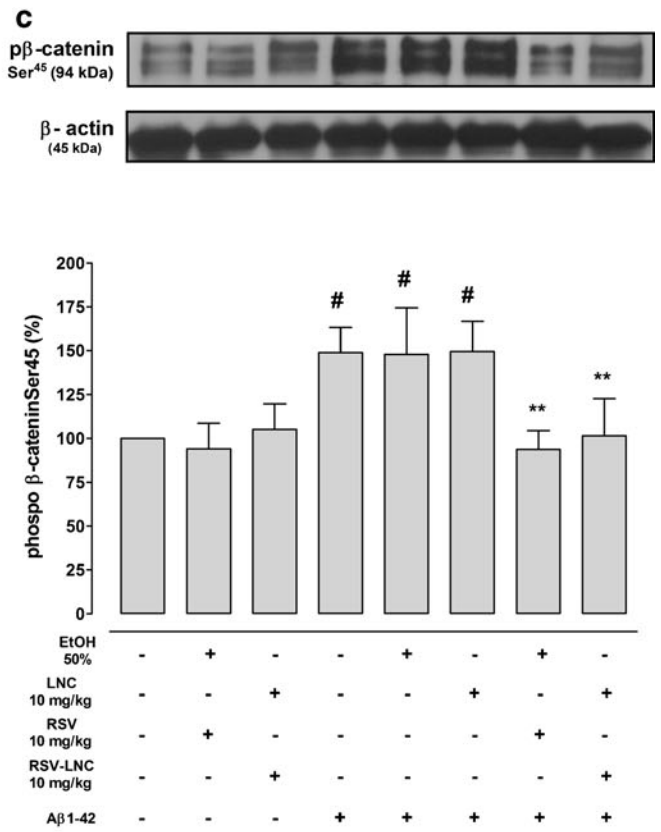 c
pβ-catenin
Ser⁴⁵ (94 kDa)
β- actin
(45 kDa)
phospo β-cateninSer45 (%)
200
175
150
125
100
75
50
25
0
# # # ** **
EtOH
50%
- + - - + - + -
LNC
10 mg/kg
- - + - - + - +
RSV
10 mg/kg
- + - - - - + -
RSV-LNC
10 mg/kg
- - + - - - - +
Aβ1-42
- - - + + + + +